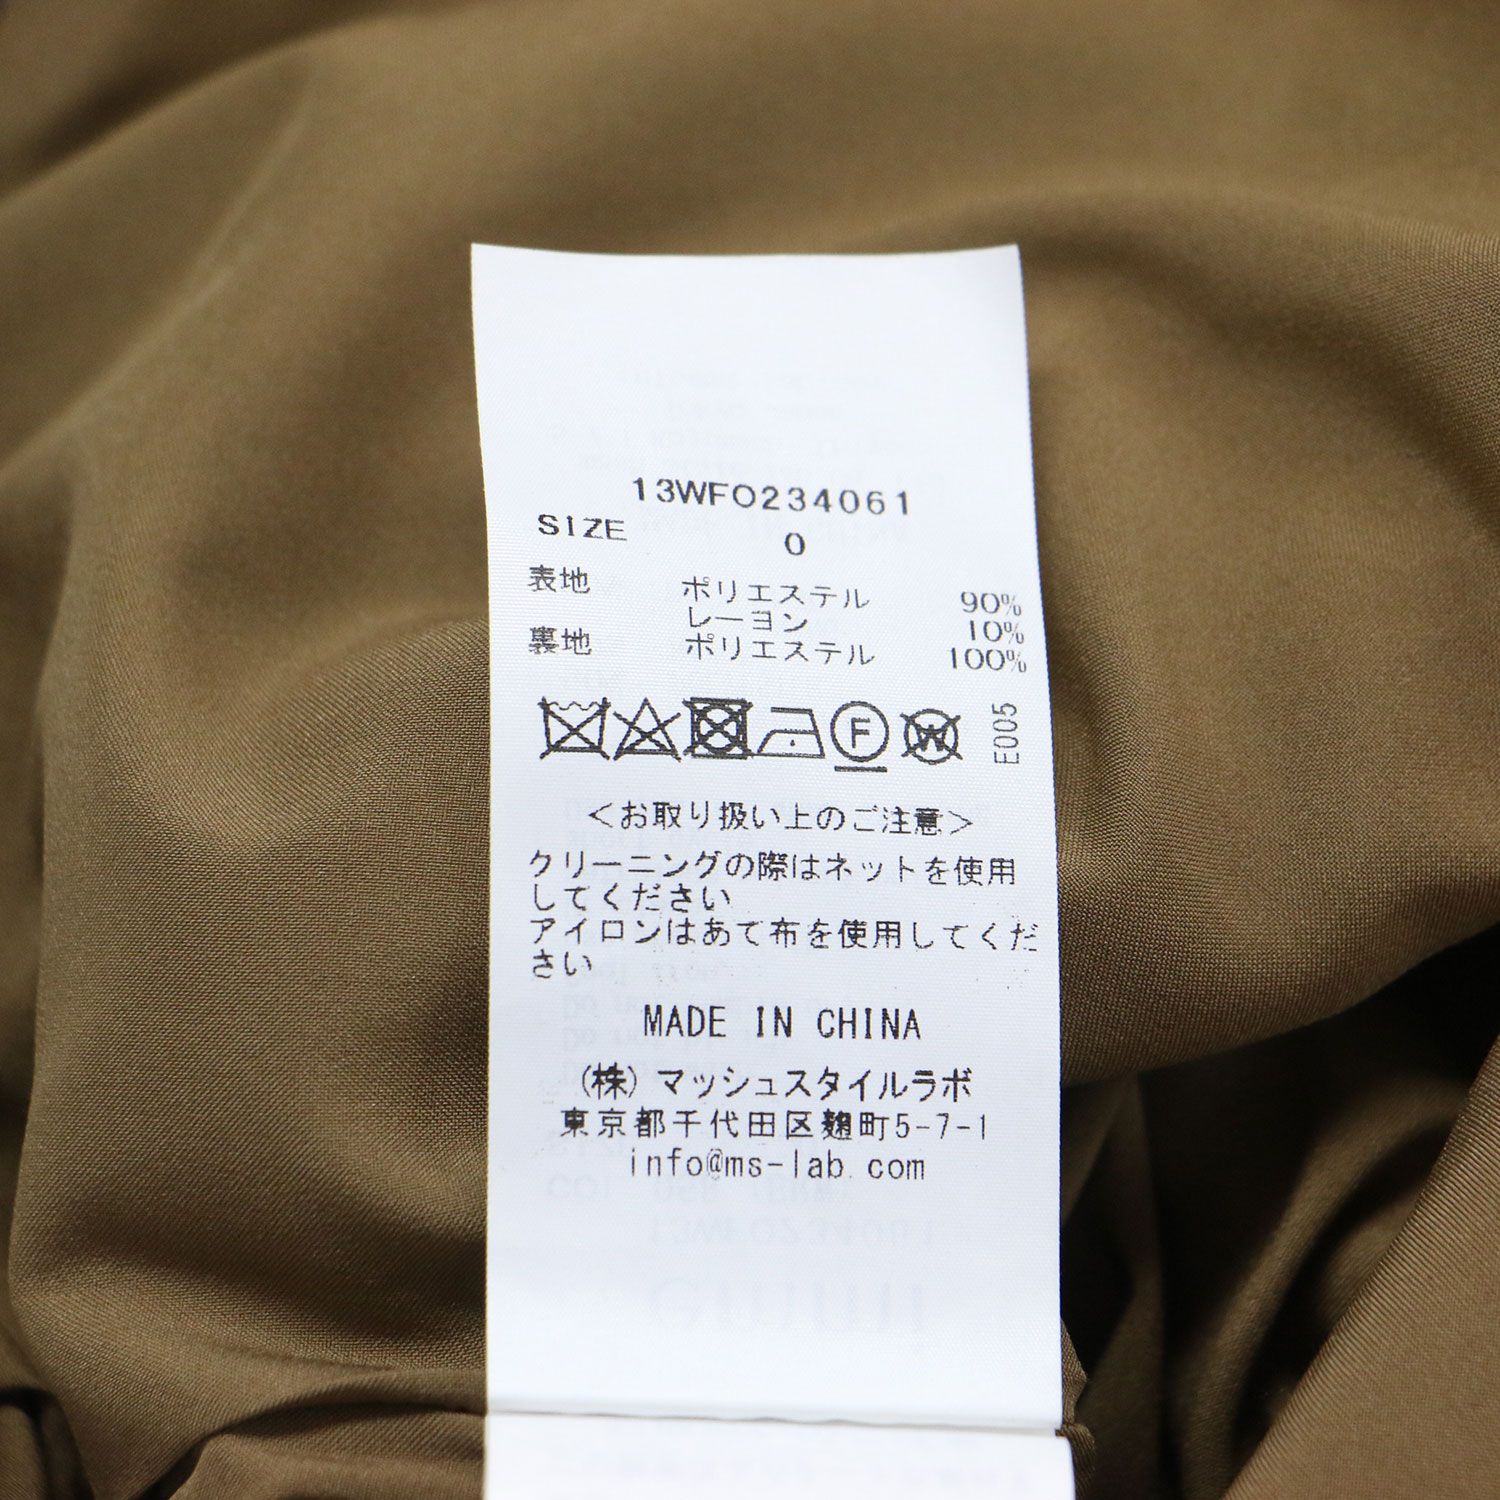 13WFO234061
SIZE 0
表地 ポリエステル 90%
レーヨン 10%
裏地 ポリエステル 100%
F W E005
<お取り扱い上のご注意>
クリーニングの際はネットを使用
してください
アイロンはあて布を使用してくだ
さい
MADE IN CHINA
(株)マッシュスタイルラボ
東京都千代田区麹町5-7-1
info@ms-lab.com